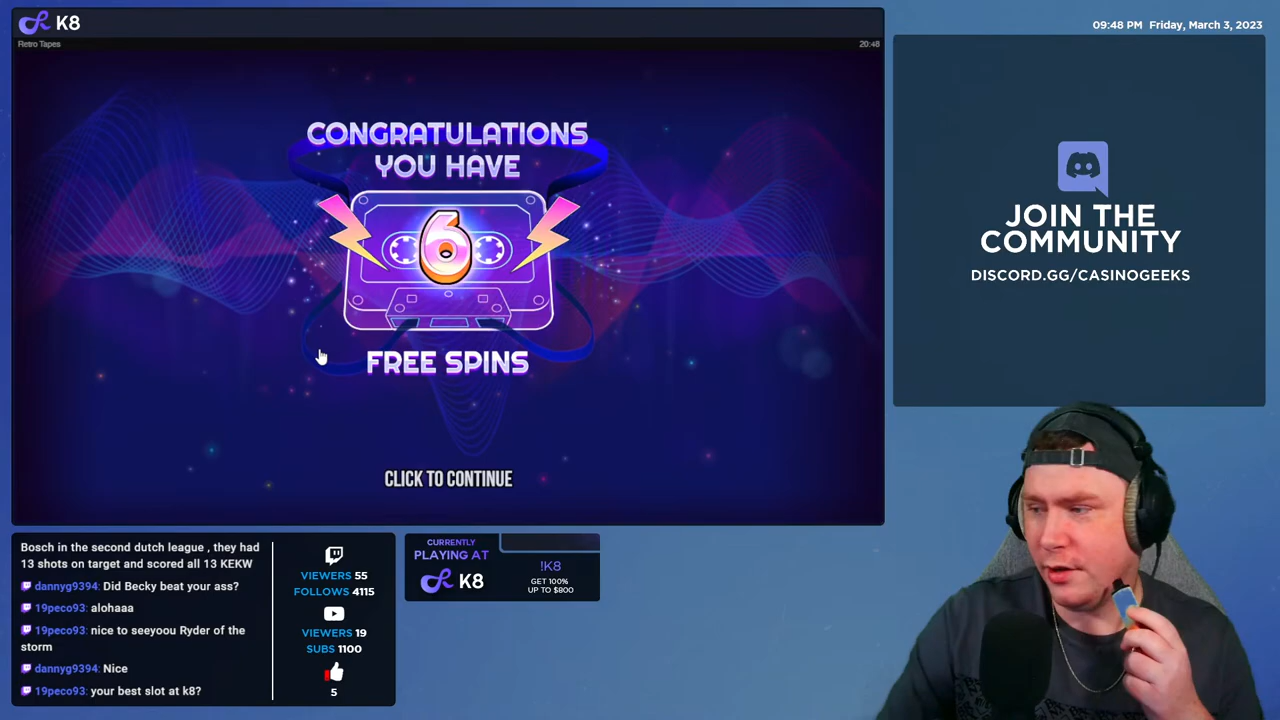 K8
09:48 PM Friday, March 3, 2023
Retro Tapes
20:48
CONGRATULATIONS
YOU HAVE
6
FREE SPINS
CLICK TO CONTINUE
JOIN THE
COMMUNITY
DISCORD.GG/CASINOGEEKS
Bosch in the second dutch league , they had
13 shots on target and scored all 13 KEKW
dannyg9394: Did Becky beat your ass?
19peco93: alohaaa
19peco93: nice to seeyoou Ryder of the
storm
dannyg9394: Nice
19peco93: your best slot at k8?
VIEWERS 55
FOLLOWS 4115
VIEWERS 19
SUBS 1100
5
CURRENTLY
PLAYING AT
K8
!K8
GET 100%
UP TO $800